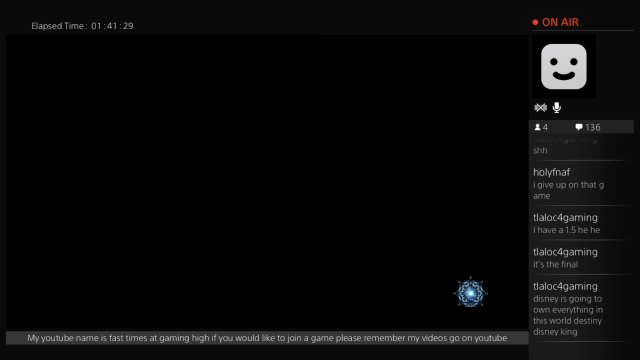 Elapsed Time : 01:41:29
ON AIR
4
136
shh
holyfnaf
i give up on that g
ame
tlaloc4gaming
I have a 1.5 he he
tlaloc4gaming
it's the final
tlaloc4gaming
disney is going to
own everything in
this world destiny
disney king
My youtube name is fast times at gaming high if you would like to join a game please remember my videos go on youtube